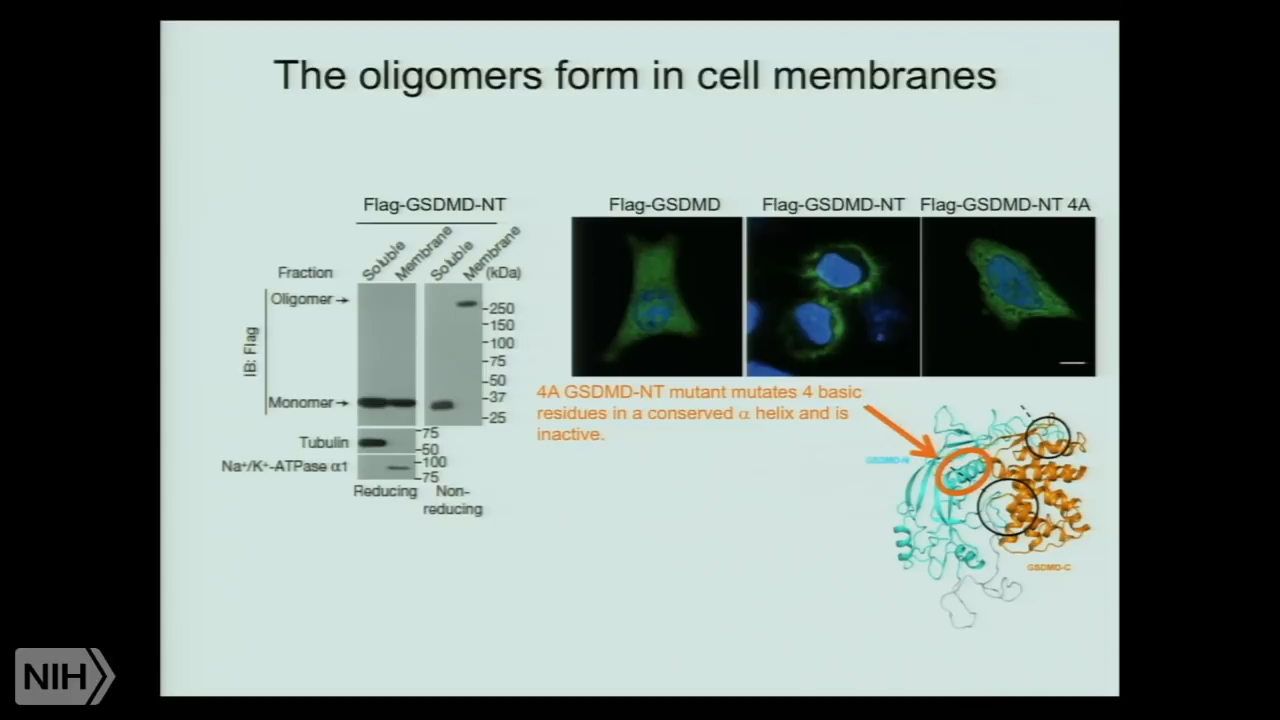 The oligomers form in cell membranes
Flag-GSDMD-NT
Fraction
Soluble
Membrane
Soluble
Membrane
(kDa)
IB: Flag
Oligomer
Monomer
250
150
100
75
50
37
25
Tubulin
75
50
Na⁺/K⁺-ATPase α1
100
75
Reducing
Non-
reducing
Flag-GSDMD
Flag-GSDMD-NT
Flag-GSDMD-NT 4A
4A GSDMD-NT mutant mutates 4 basic
residues in a conserved α helix and is
inactive.
GSDMD-N
GSDMD-C
NIH